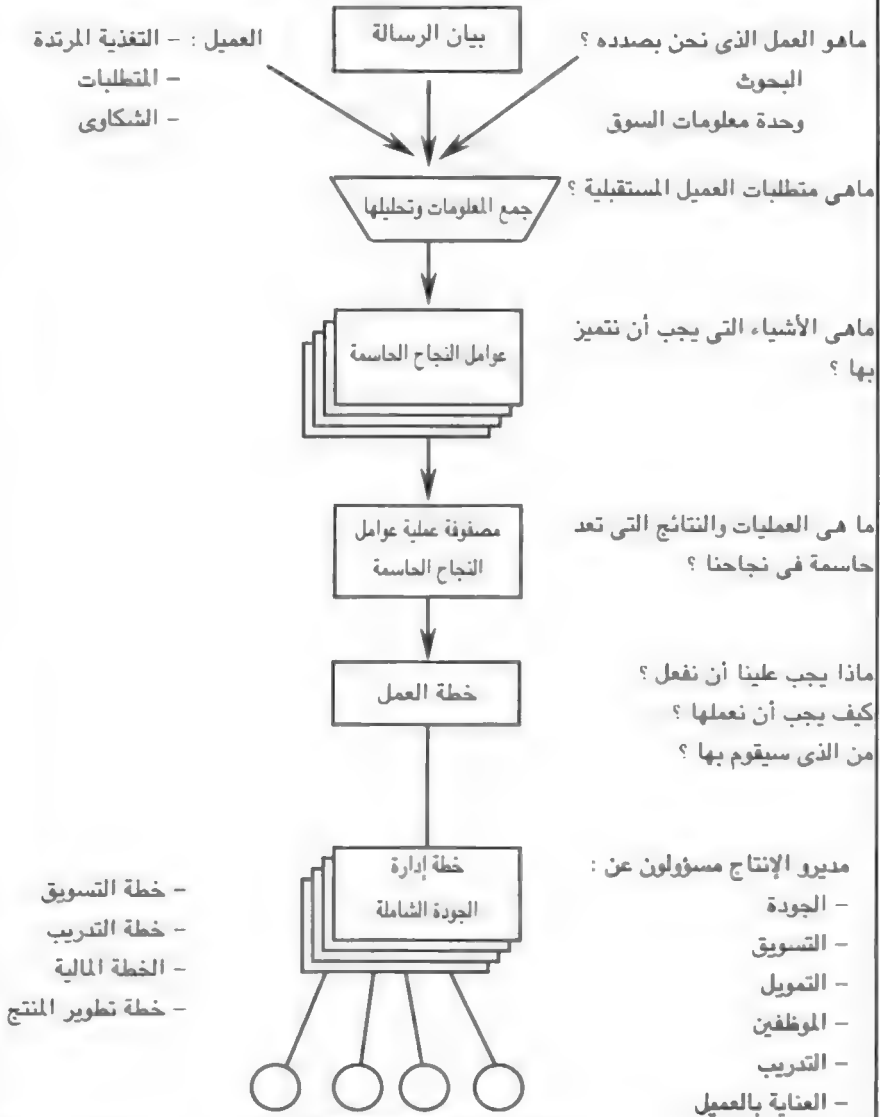 ماهو العمل الذى نحن بصدده ؟
البحوث
وحدة معلومات السوق
بيان الرسالة
العميل : – التغذية المرتدة
– المتطلبات
– الشكاوى
ماهى متطلبات العميل المستقبلية ؟
جمع المعلومات وتحليلها
ماهى الأشياء التى يجب أن نتميز
بها ؟
عوامل النجاح الحاسمة
ما هى العمليات والنتائج التى تعد
حاسمة فى نجاحنا ؟
مصفوفة عملية عوامل
النجاح الحاسمة
ماذا يجب علينا أن نفعل ؟
كيف يجب أن نعملها ؟
من الذى سيقوم بها ؟
خطة العمل
مديرو الإنتاج مسؤولون عن :
– الجودة
– التسويق
– التمويل
– الموظفين
– التدريب
– العناية بالعميل
خطة إدارة
الجودة الشاملة
– خطة التسويق
– خطة التدريب
– الخطة المالية
– خطة تطوير المنتج